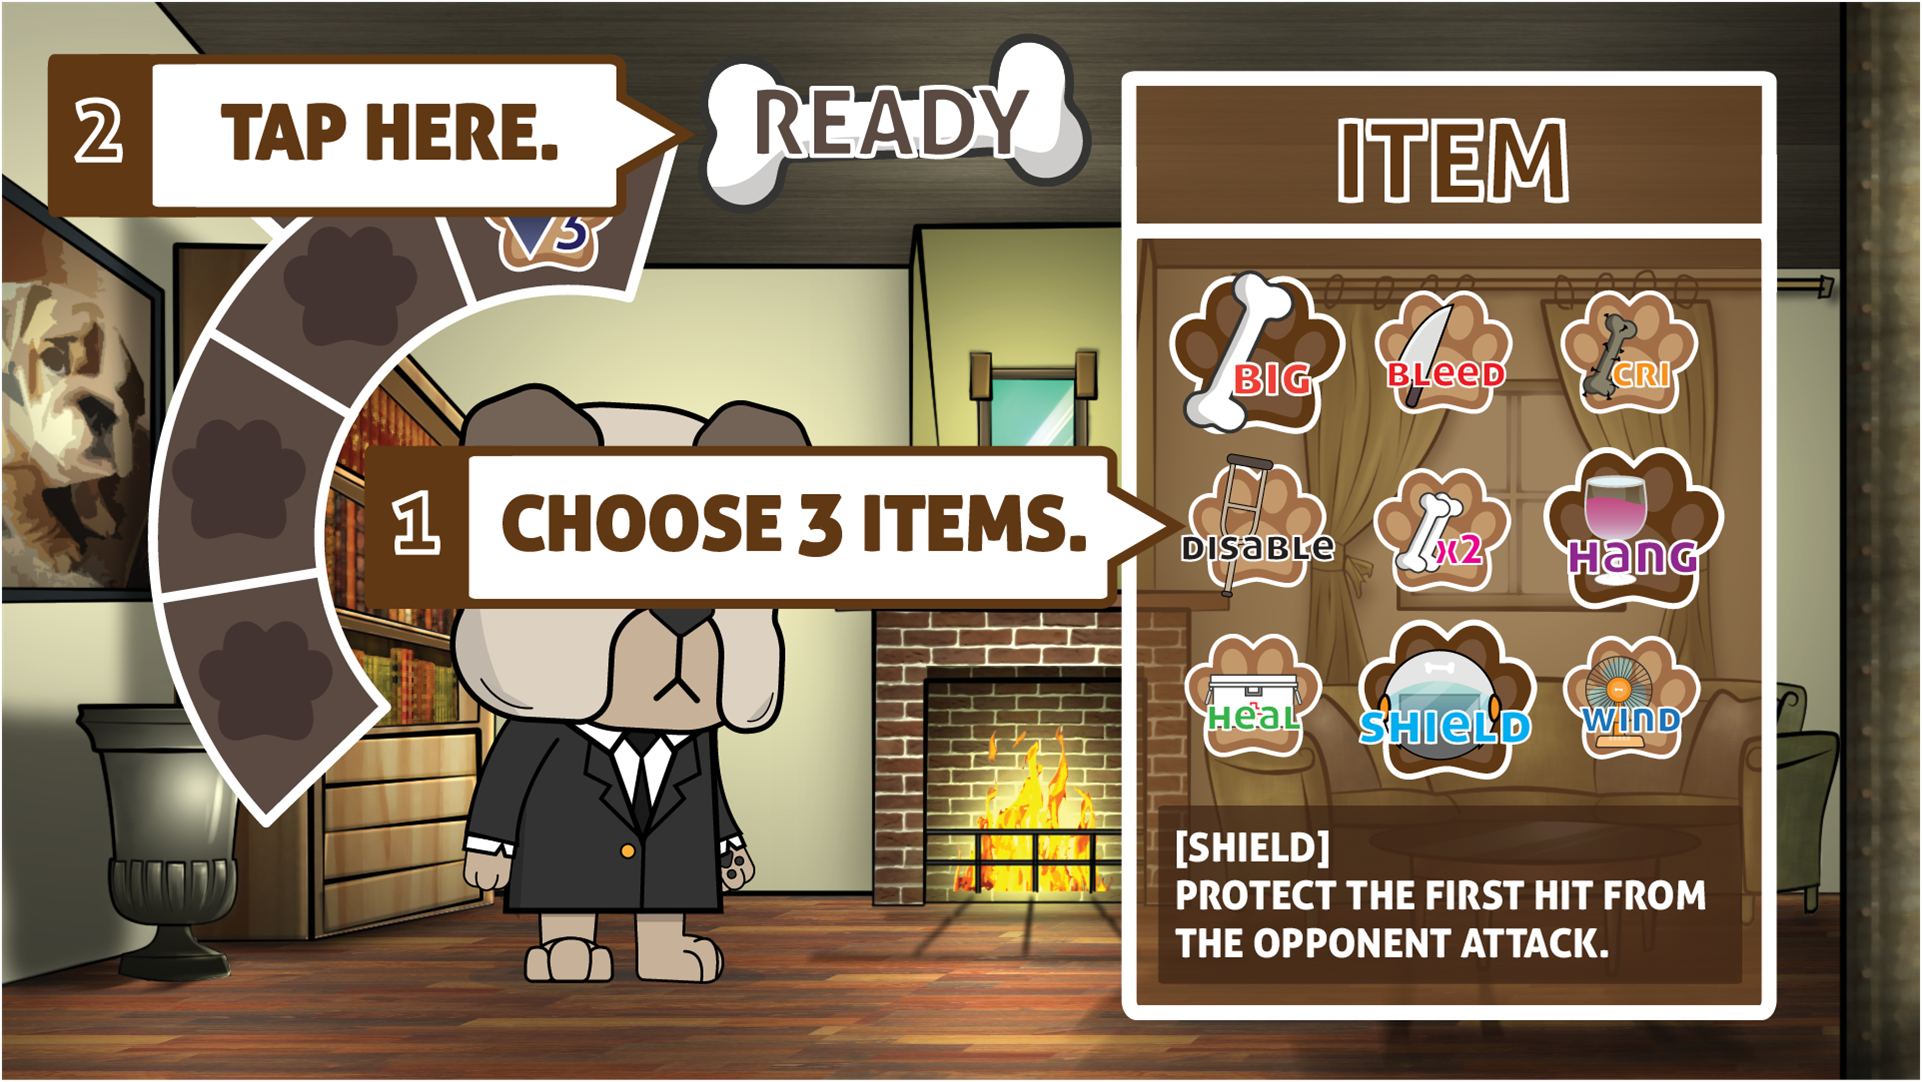 2
TAP HERE.
READY
3
ITEM
BIG
BLeeD
CRI
1
CHOOSE 3 ITEMS.
DISaBLe
x2
HaNG
HeaL
SHIeLD
WIND
[SHIELD]
PROTECT THE FIRST HIT FROM
THE OPPONENT ATTACK.